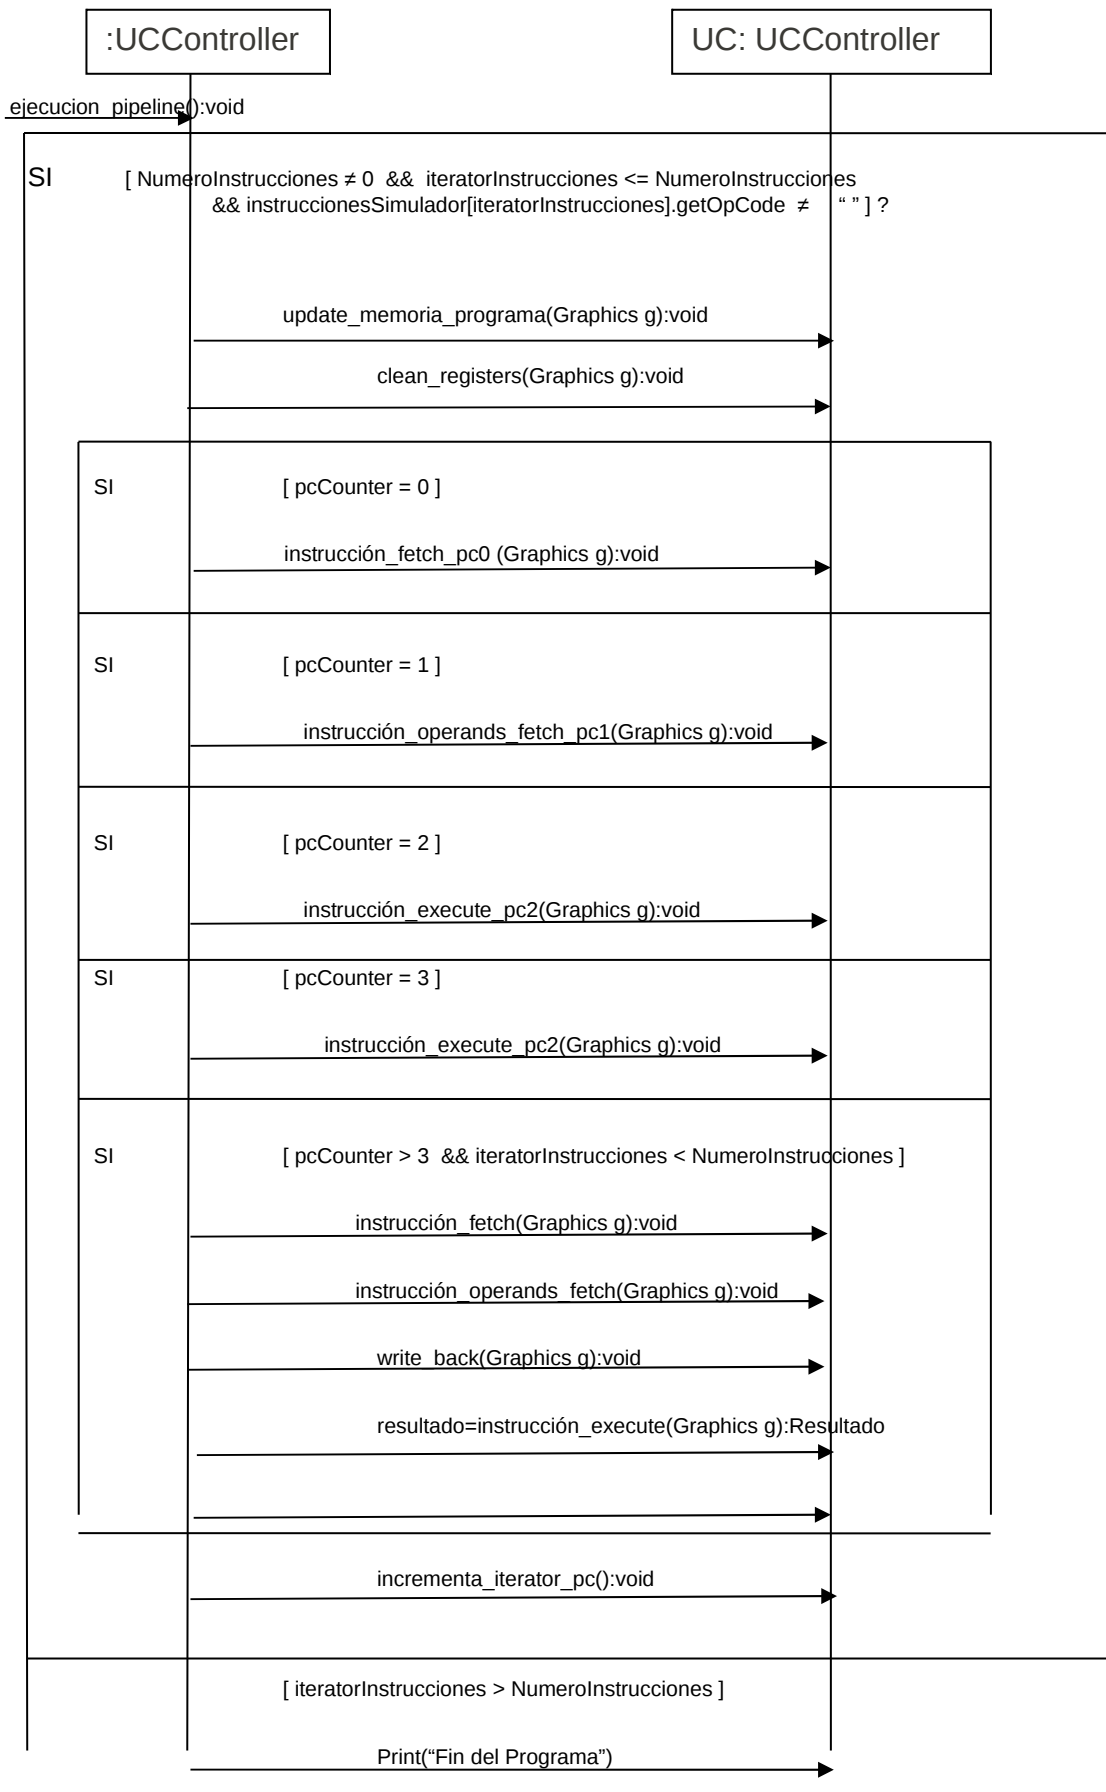 :UCController
UC: UCController
ejecucion_pipeline():void
SI
[ NumeroInstrucciones ≠ 0 && iteratorInstrucciones <= NumeroInstrucciones
&& instruccionesSimulador[iteratorInstrucciones].getOpCode ≠ “ ” ] ?
update_memoria_programa(Graphics g):void
clean_registers(Graphics g):void
SI [ pcCounter = 0 ]
instrucción_fetch_pc0 (Graphics g):void
SI [ pcCounter = 1 ]
instrucción_operands_fetch_pc1(Graphics g):void
SI [ pcCounter = 2 ]
instrucción_execute_pc2(Graphics g):void
SI [ pcCounter = 3 ]
instrucción_execute_pc2(Graphics g):void
SI [ pcCounter > 3 && iteratorInstrucciones < NumeroInstrucciones ]
instrucción_fetch(Graphics g):void
instrucción_operands_fetch(Graphics g):void
write_back(Graphics g):void
resultado=instrucción_execute(Graphics g):Resultado
incrementa_iterator_pc():void
[ iteratorInstrucciones > NumeroInstrucciones ]
Print(“Fin del Programa”)